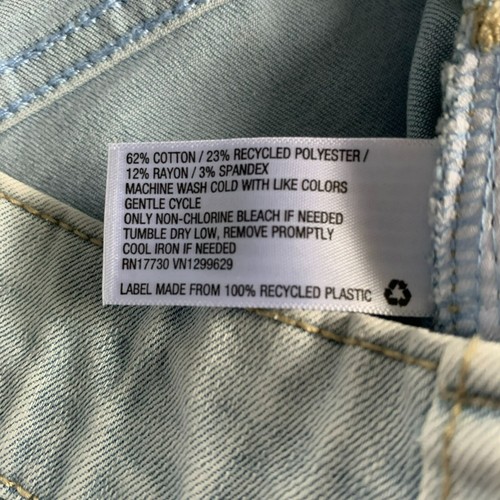 62% COTTON / 23% RECYCLED POLYESTER /
12% RAYON / 3% SPANDEX
MACHINE WASH COLD WITH LIKE COLORS
GENTLE CYCLE
ONLY NON-CHLORINE BLEACH IF NEEDED
TUMBLE DRY LOW, REMOVE PROMPTLY
COOL IRON IF NEEDED
RN17730 VN1299629
LABEL MADE FROM 100% RECYCLED PLASTIC